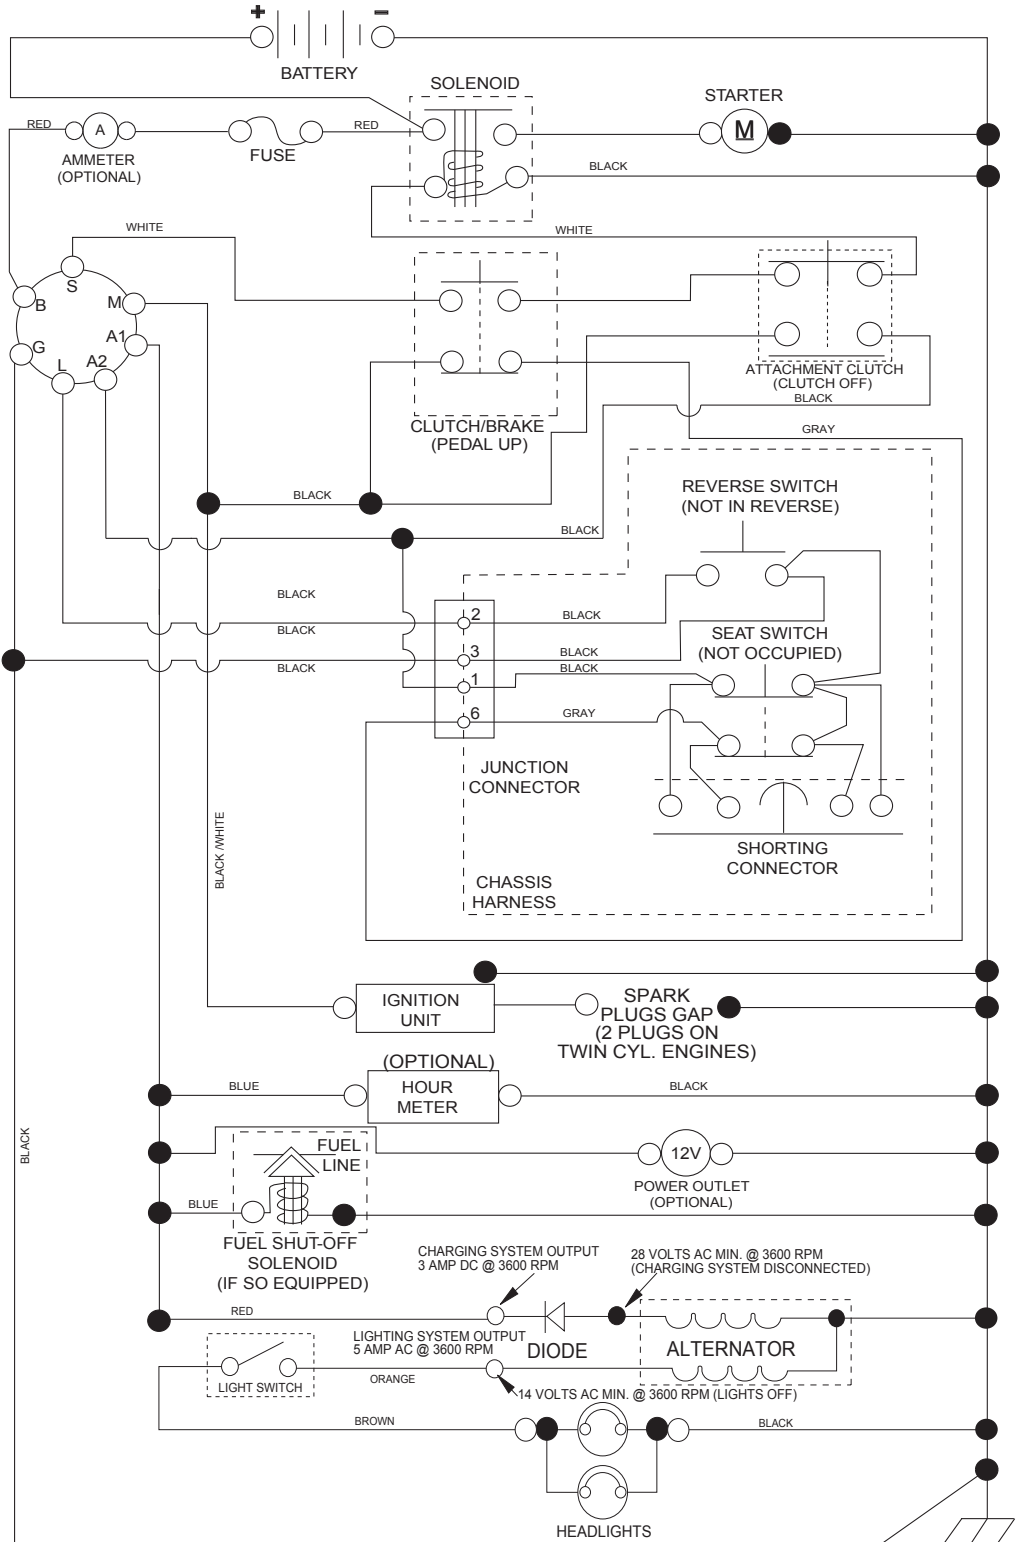 + −
BATTERY
SOLENOID
STARTER
RED
A
RED
M
FUSE
AMMETER
(OPTIONAL)
BLACK
WHITE
WHITE
S
B
M
A1
G
L
A2
ATTACHMENT CLUTCH
(CLUTCH OFF)
BLACK
CLUTCH/BRAKE
(PEDAL UP)
GRAY
REVERSE SWITCH
(NOT IN REVERSE)
BLACK
BLACK
BLACK
2
BLACK
BLACK
SEAT SWITCH
(NOT OCCUPIED)
3
BLACK
BLACK
BLACK
1
6
GRAY
JUNCTION
CONNECTOR
BLACK /WHITE
SHORTING
CONNECTOR
CHASSIS
HARNESS
IGNITION
UNIT
SPARK
PLUGS GAP
(2 PLUGS ON
TWIN CYL. ENGINES)
(OPTIONAL)
BLUE
HOUR
METER
BLACK
BLACK
FUEL
LINE
12V
POWER OUTLET
(OPTIONAL)
BLUE
FUEL SHUT-OFF
SOLENOID
(IF SO EQUIPPED)
CHARGING SYSTEM OUTPUT
3 AMP DC @ 3600 RPM
28 VOLTS AC MIN. @ 3600 RPM
(CHARGING SYSTEM DISCONNECTED)
RED
LIGHTING SYSTEM OUTPUT
5 AMP AC @ 3600 RPM
DIODE
ALTERNATOR
LIGHT SWITCH
ORANGE
14 VOLTS AC MIN. @ 3600 RPM (LIGHTS OFF)
BROWN
BLACK
HEADLIGHTS